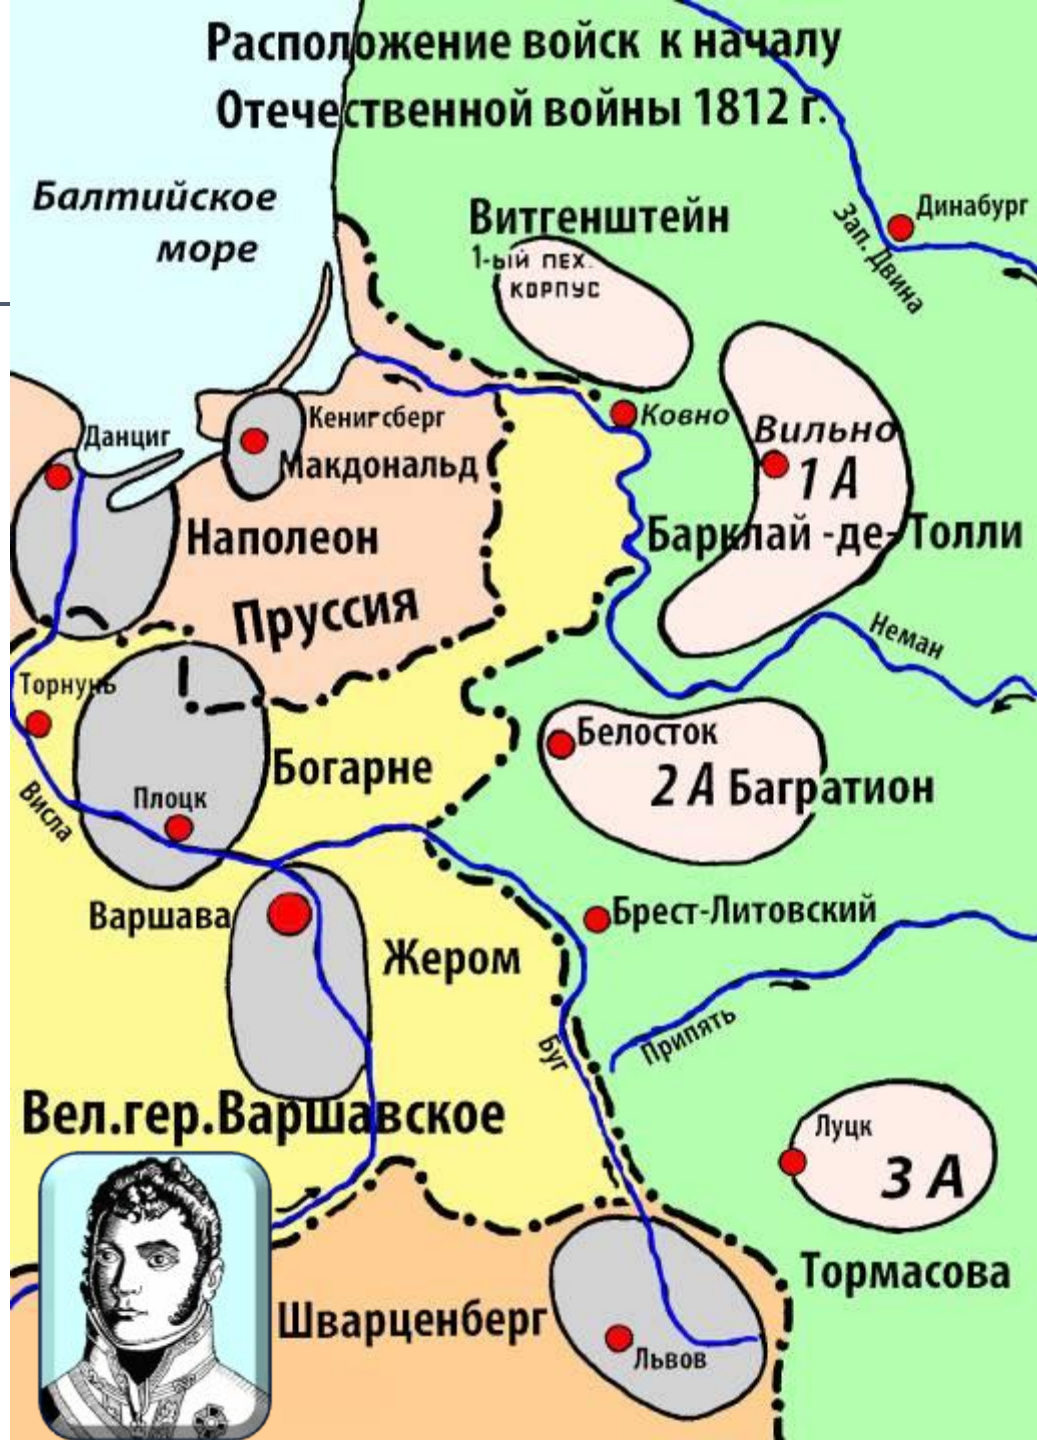 Расположение войск к началу
Отечественной войны 1812 г.
Балтийское
море
Витгенштейн
1-ый пех.
корпус
Динабург
Зап. Двина
Ковно
Вильно
1 А
Барклай -де- Толли
Неман
Данциг
Кенигсберг
Макдональд
Наполеон
Пруссия
Торнунь
Висла
Плоцк
Богарне
Белосток
2 А Багратион
Варшава
Жером
Брест-Литовский
Буг
Припять
Вел.гер.Варшавское
Луцк
3 А
Тормасова
Шварценберг
Львов